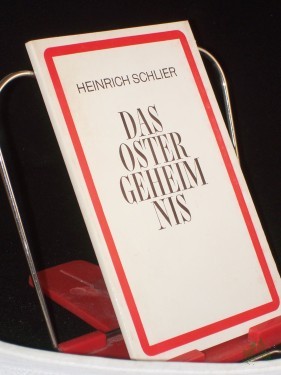 HEINRICH SCHLIER
DAS
OSTER
GEHEIM
NIS